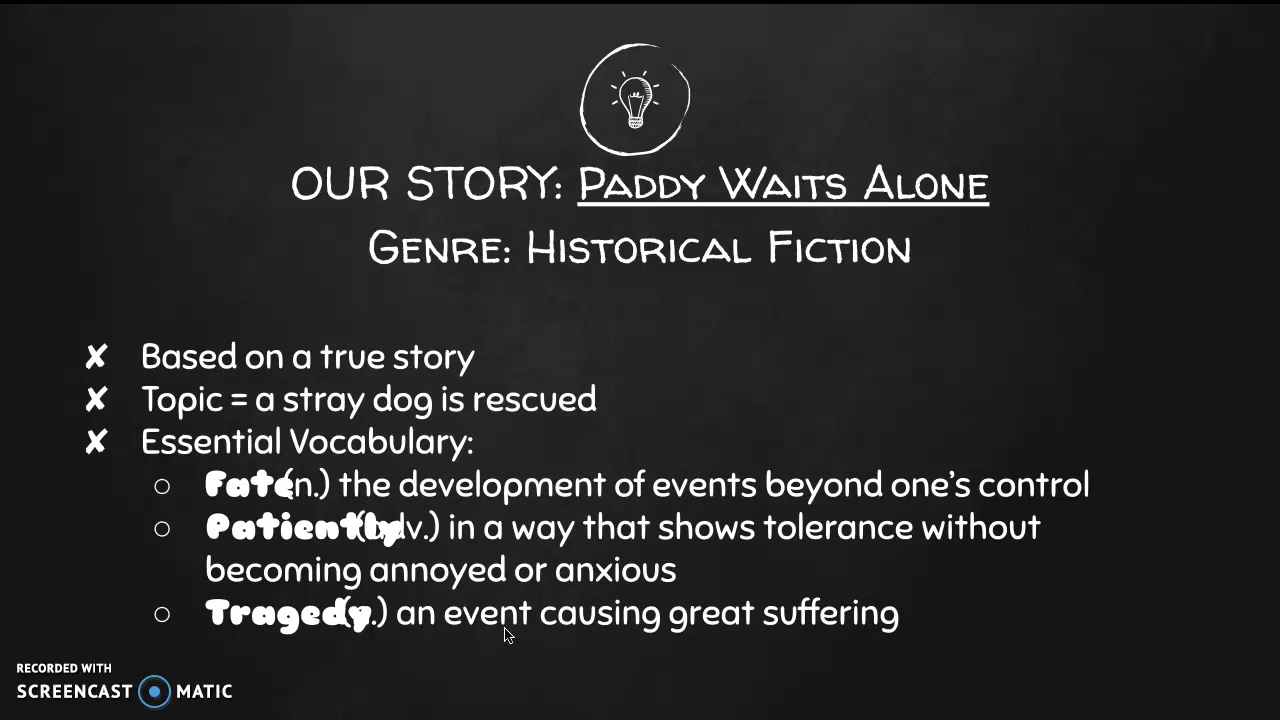 OUR STORY: PADDY WAITS ALONE
GENRE: HISTORICAL FICTION
✘ Based on a true story
✘ Topic = a stray dog is rescued
✘ Essential Vocabulary:
○ Fate (n.) the development of events beyond one's control
○ Patiently (adv.) in a way that shows tolerance without
becoming annoyed or anxious
○ Tragedy (n.) an event causing great suffering
RECORDED WITH
SCREENCAST MATIC